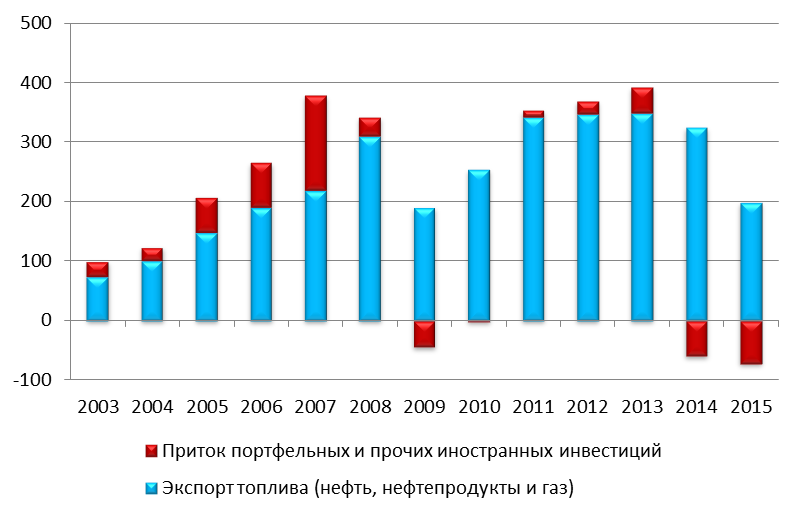 500
400
300
200
100
0
-100
2003 2004 2005 2006 2007 2008 2009 2010 2011 2012 2013 2014 2015
Приток портфельных и прочих иностранных инвестиций
Экспорт топлива (нефть, нефтепродукты и газ)